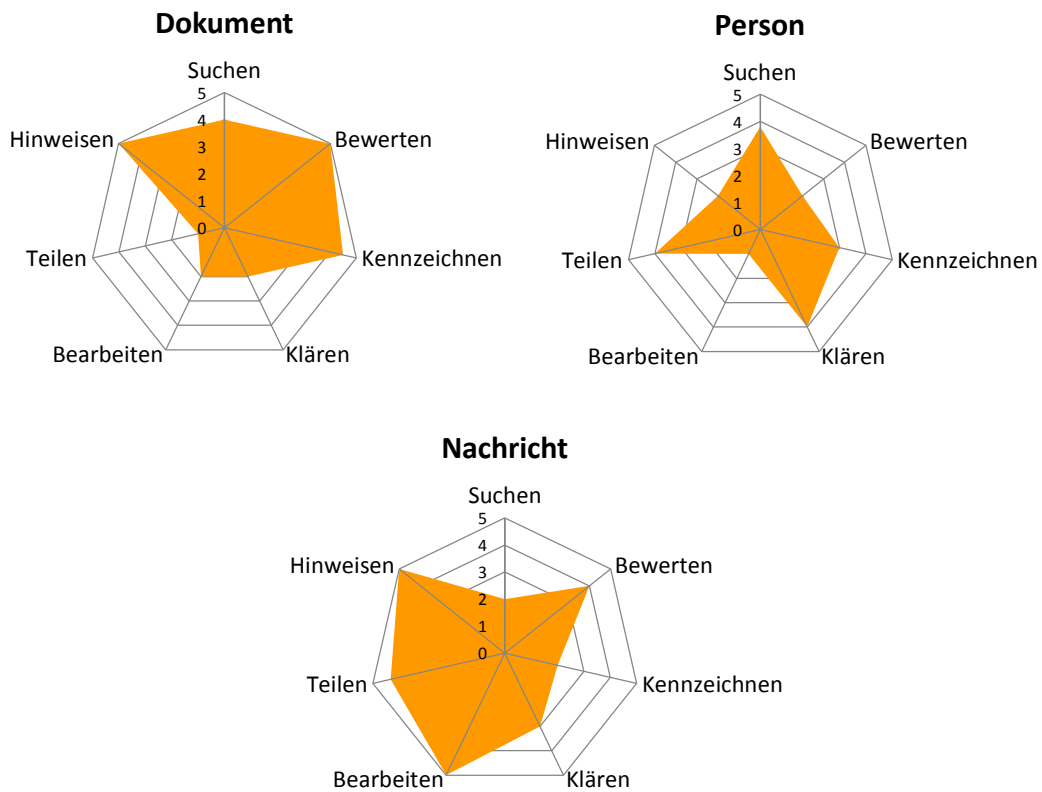 Dokument
Suchen
5
4
3
2
1
0
Hinweisen
Bewerten
Teilen
Kennzeichnen
Bearbeiten
Klären
Person
Suchen
5
4
3
2
1
0
Hinweisen
Bewerten
Teilen
Kennzeichnen
Bearbeiten
Klären
Nachricht
Suchen
5
4
3
2
1
0
Hinweisen
Bewerten
Teilen
Kennzeichnen
Bearbeiten
Klären